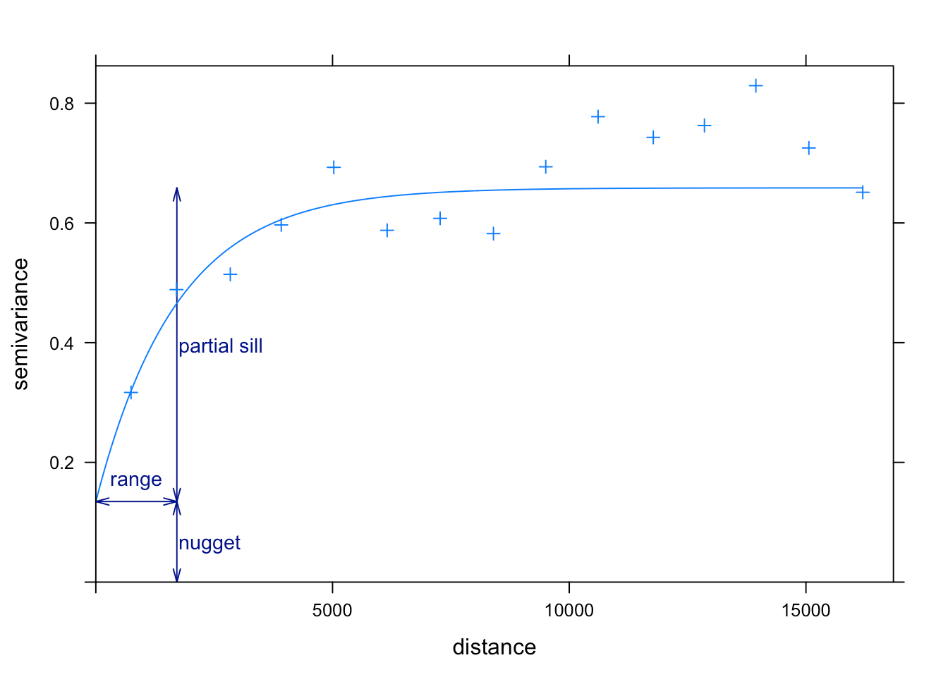 0.8
0.6
0.4
0.2
semivariance
partial sill
range
nugget
5000
10000
15000
distance